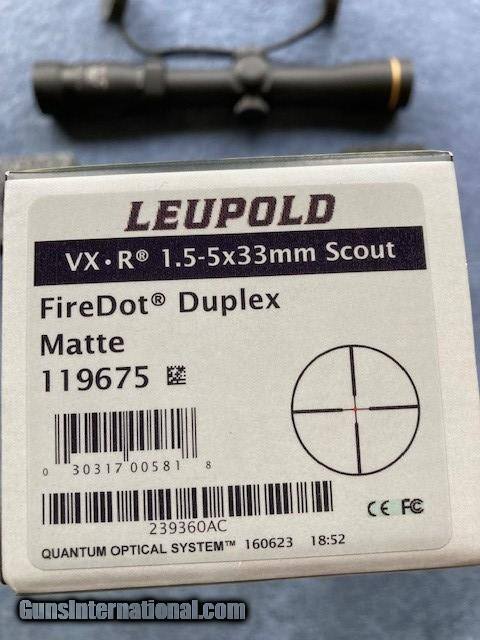 LEUPOLD
VX•R® 1.5-5x33mm Scout
FireDot® Duplex
Matte
119675
0 30317 00581 8
239360AC
CE FC
QUANTUM OPTICAL SYSTEM™ 160623 18:52
GunsInternational.com